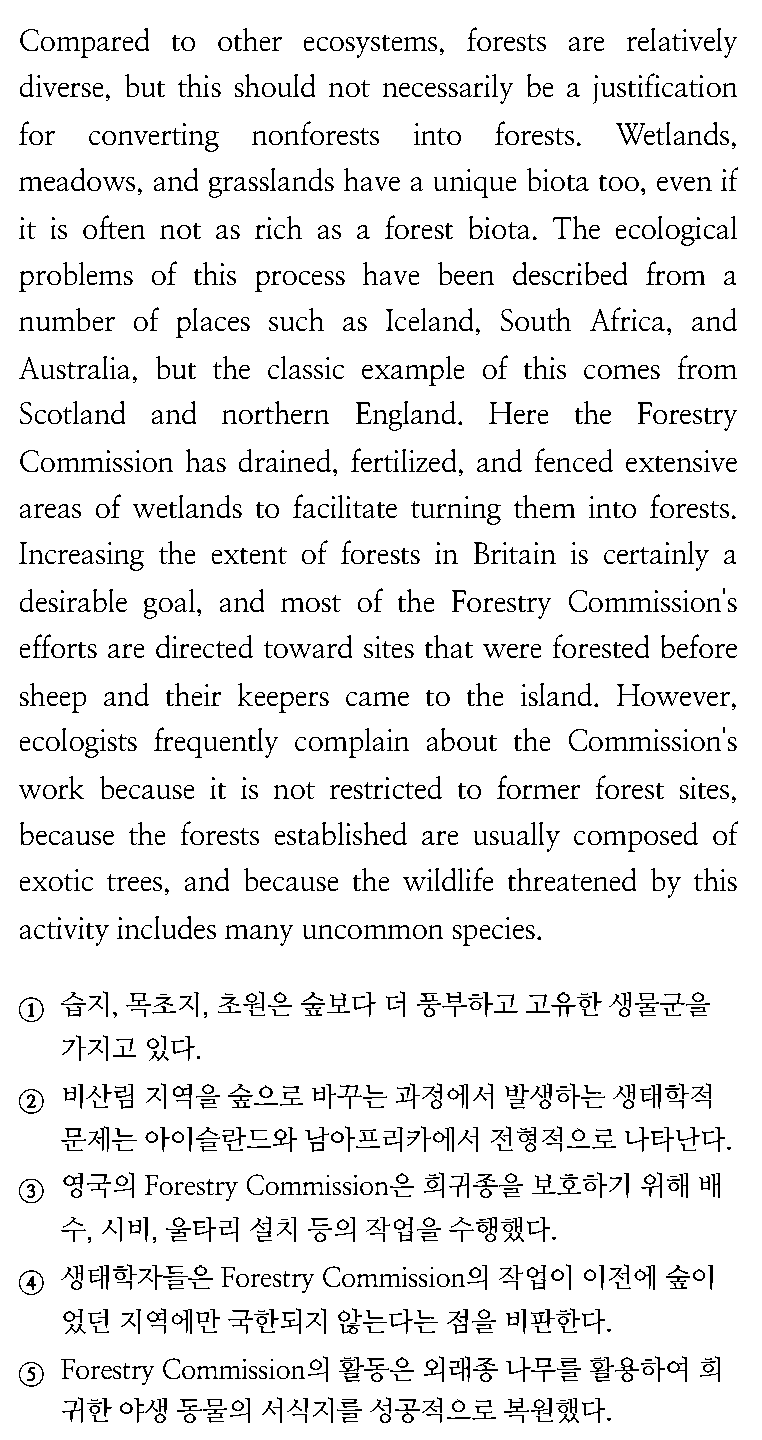 Compared to other ecosystems, forests are relatively
diverse, but this should not necessarily be a justification
for converting nonforests into forests. Wetlands,
meadows, and grasslands have a unique biota too, even if
it is often not as rich as a forest biota. The ecological
problems of this process have been described from a
number of places such as Iceland, South Africa, and
Australia, but the classic example of this comes from
Scotland and northern England. Here the Forestry
Commission has drained, fertilized, and fenced extensive
areas of wetlands to facilitate turning them into forests.
Increasing the extent of forests in Britain is certainly a
desirable goal, and most of the Forestry Commission's
efforts are directed toward sites that were forested before
sheep and their keepers came to the island. However,
ecologists frequently complain about the Commission's
work because it is not restricted to former forest sites,
because the forests established are usually composed of
exotic trees, and because the wildlife threatened by this
activity includes many uncommon species.
① 습지, 목초지, 초원은 숲보다 더 풍부하고 고유한 생물군을
가지고 있다.
② 비산림 지역을 숲으로 바꾸는 과정에서 발생하는 생태학적
문제는 아이슬란드와 남아프리카에서 전형적으로 나타난다.
③ 영국의 Forestry Commission은 희귀종을 보호하기 위해 배
수, 시비, 울타리 설치 등의 작업을 수행했다.
④ 생태학자들은 Forestry Commission의 작업이 이전에 숲이
었던 지역에만 국한되지 않는다는 점을 비판한다.
⑤ Forestry Commission의 활동은 외래종 나무를 활용하여 희
귀한 야생 동물의 서식지를 성공적으로 복원했다.